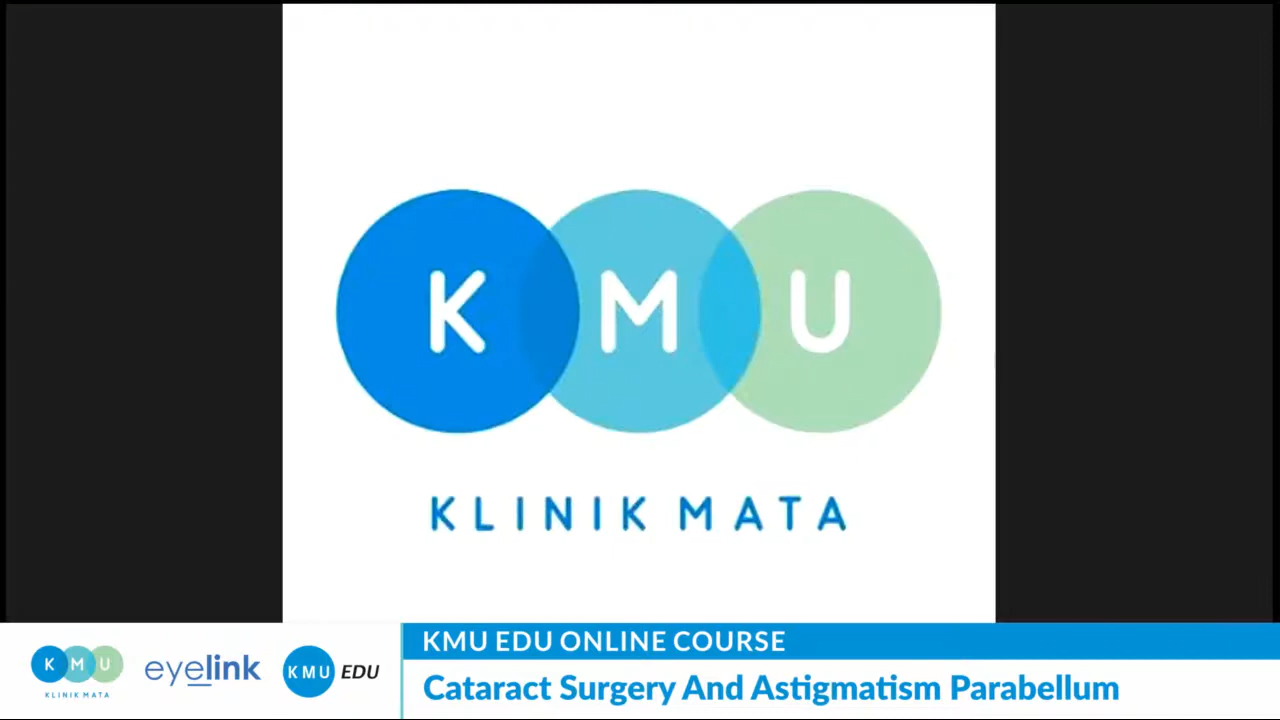 K M U
KLINIK MATA
K M U
KLINIK MATA
eyelink
KMU EDU
KMU EDU ONLINE COURSE
Cataract Surgery And Astigmatism Parabellum